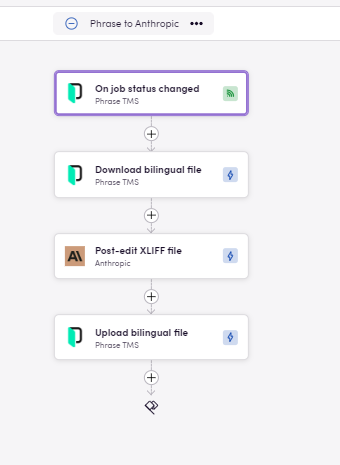 Phrase to Anthropic
On job status changed
Phrase TMS
Download bilingual file
Phrase TMS
Post-edit XLIFF file
Anthropic
Upload bilingual file
Phrase TMS